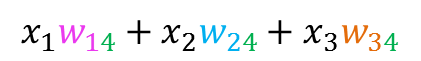 x₁w₁₄ + x₂w₂₄ + x₃w₃₄